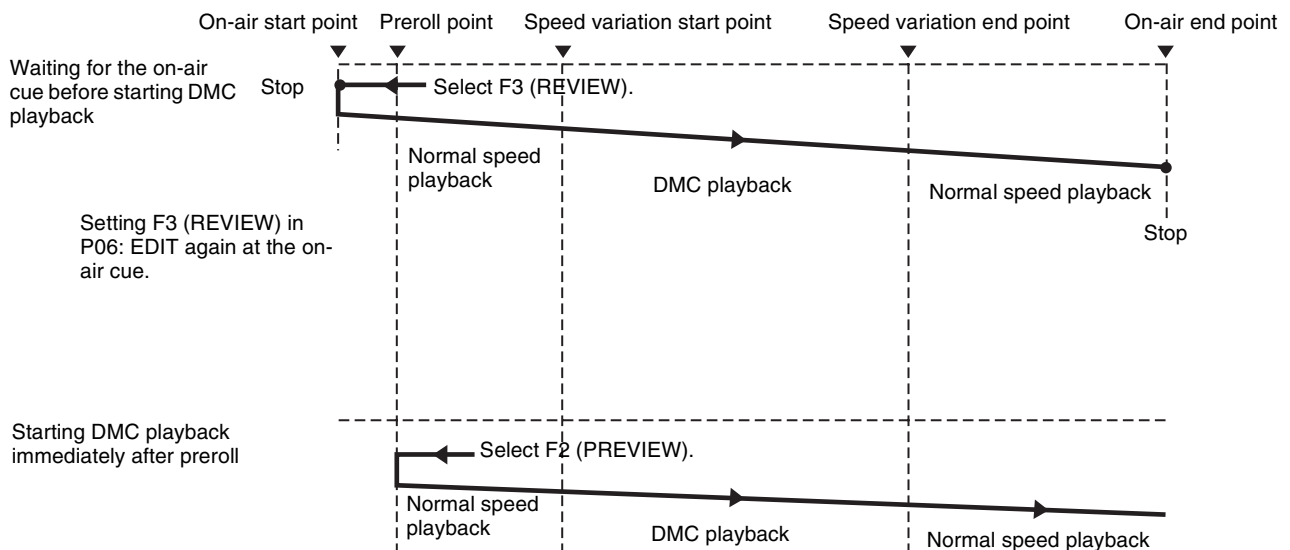 On-air start point
Preroll point
Speed variation start point
Speed variation end point
On-air end point
Waiting for the on-air
cue before starting DMC
playback
Stop
Select F3 (REVIEW).
Normal speed
playback
DMC playback
Normal speed playback
Stop
Setting F3 (REVIEW) in
P06: EDIT again at the on-
air cue.
Starting DMC playback
immediately after preroll
Select F2 (PREVIEW).
Normal speed
playback
DMC playback
Normal speed playback